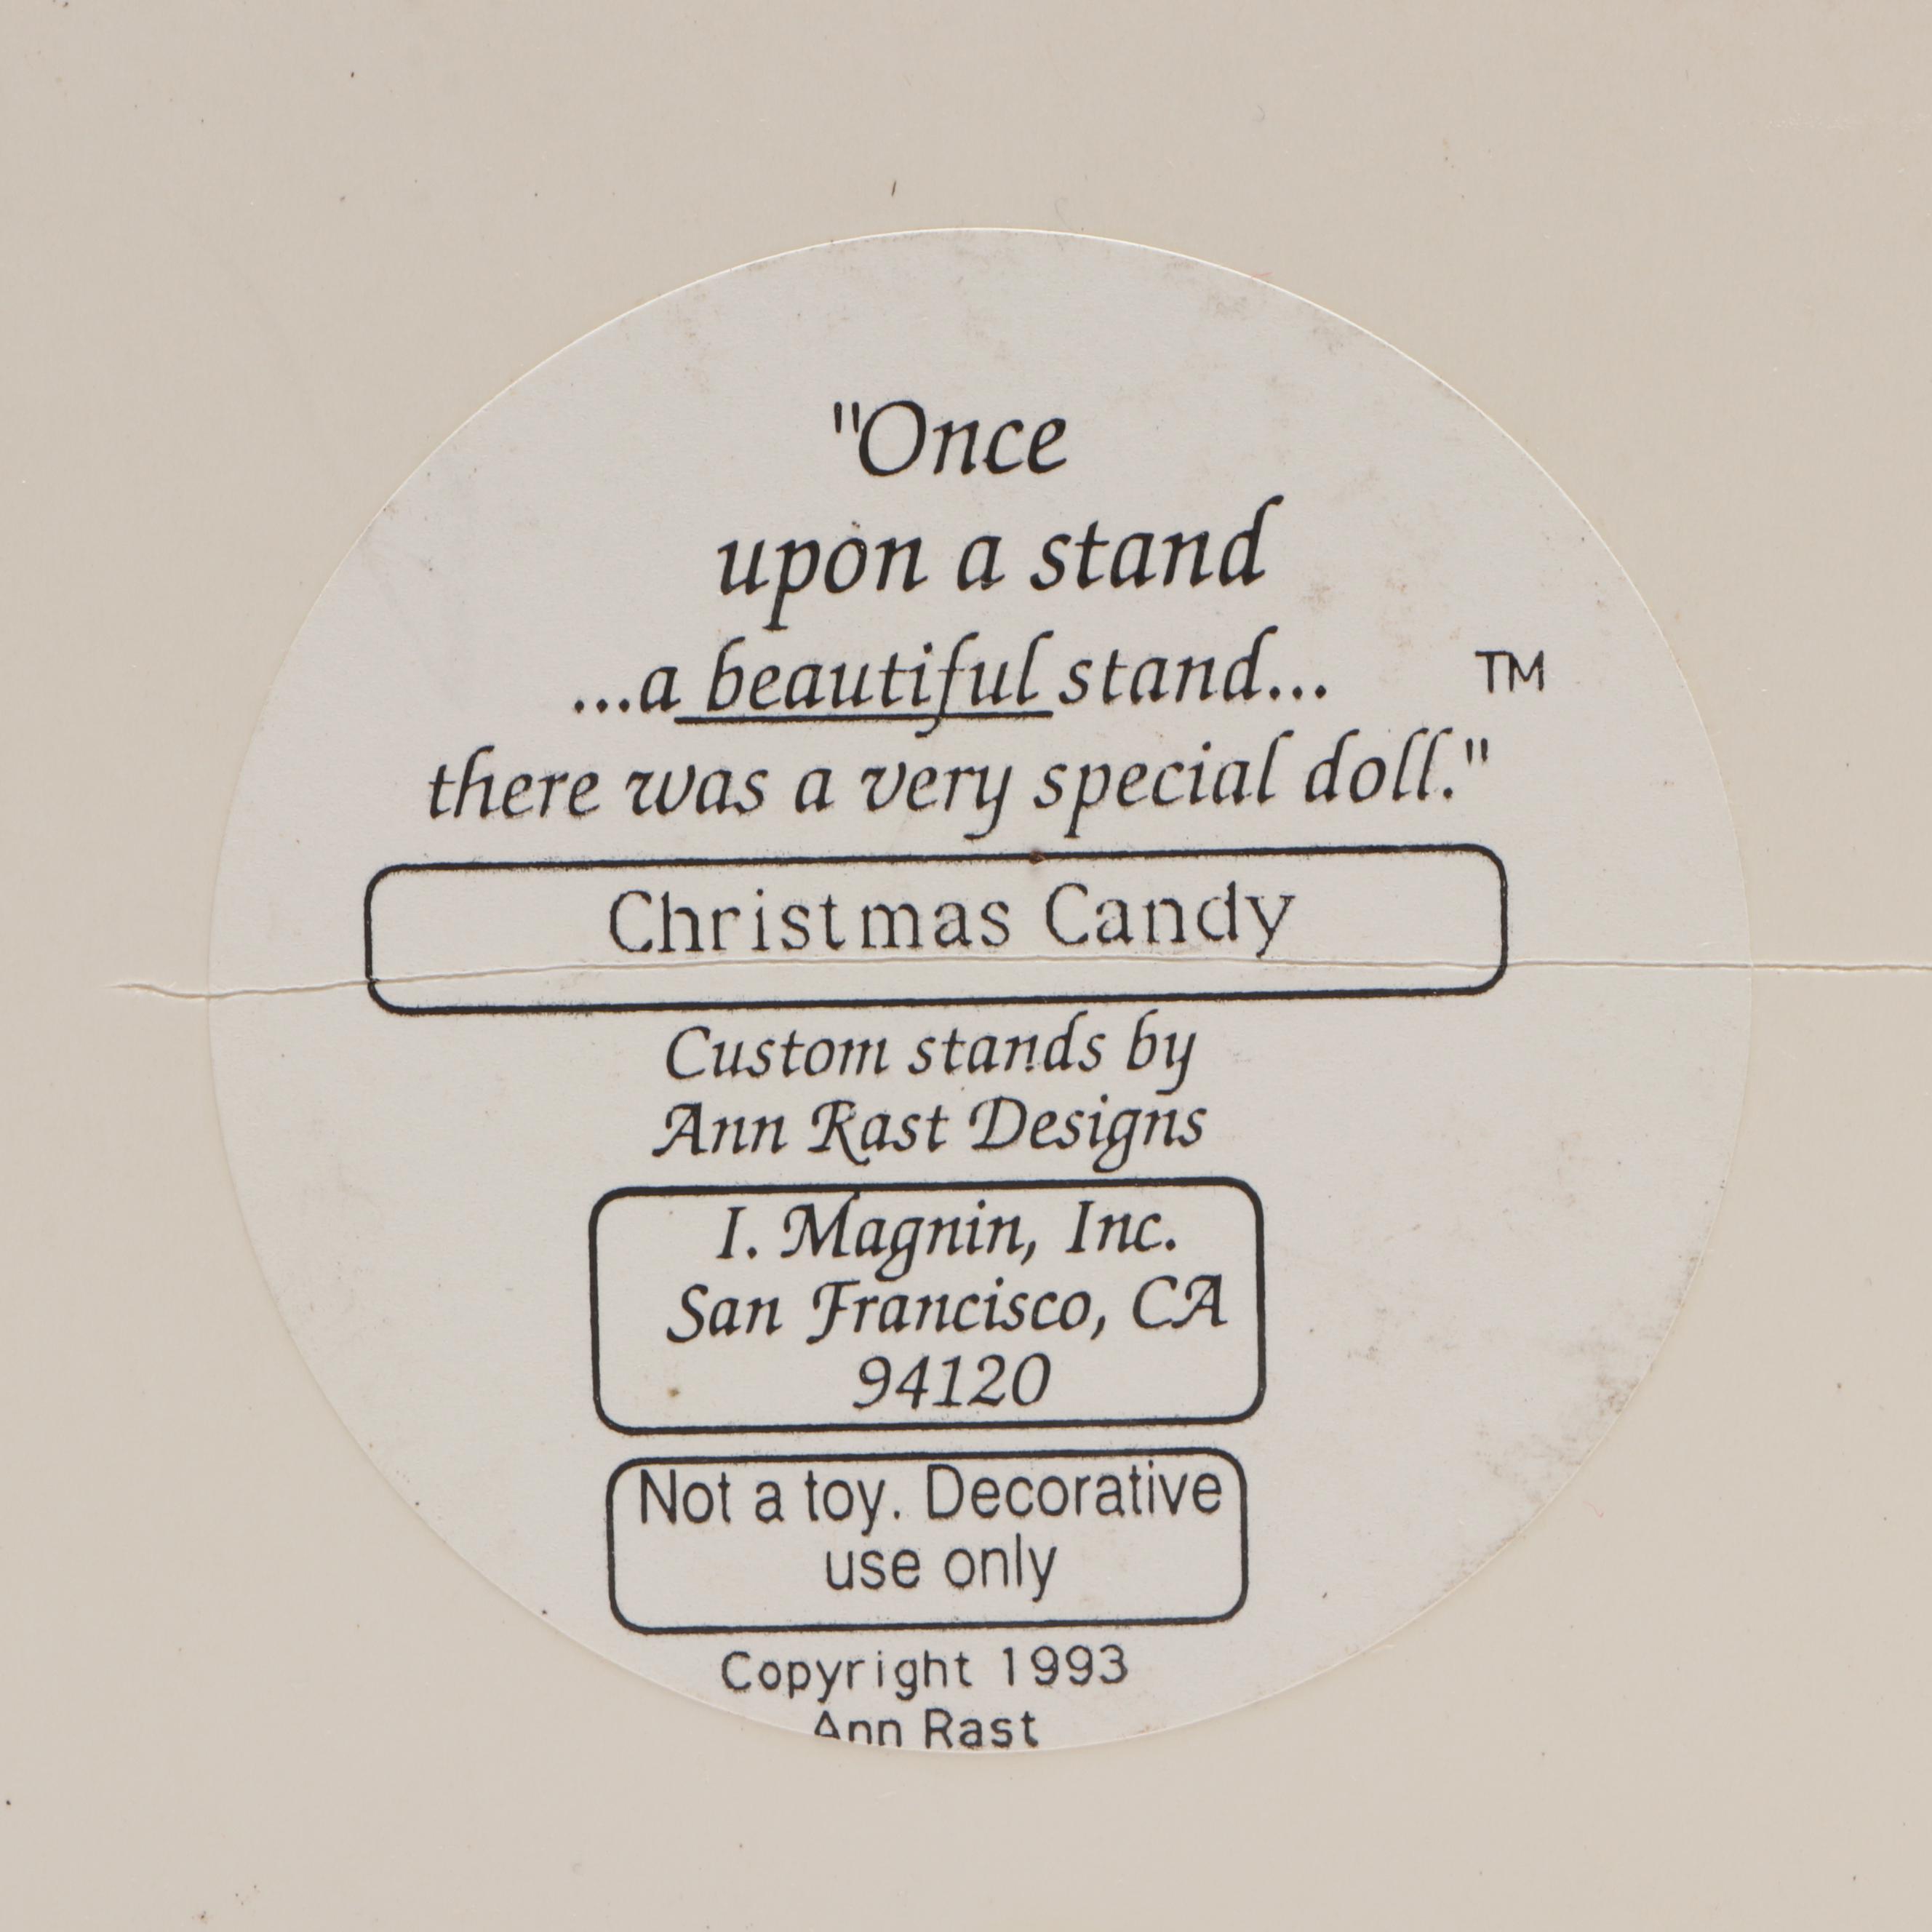 "Once
upon a stand
...a beautiful stand... TM
there was a very special doll."
Christmas Candy
Custom stands by
Ann Rast Designs
I. Magnin, Inc.
San Francisco, CA
94120
Not a toy. Decorative
use only
Copyright 1993
Ann Rast